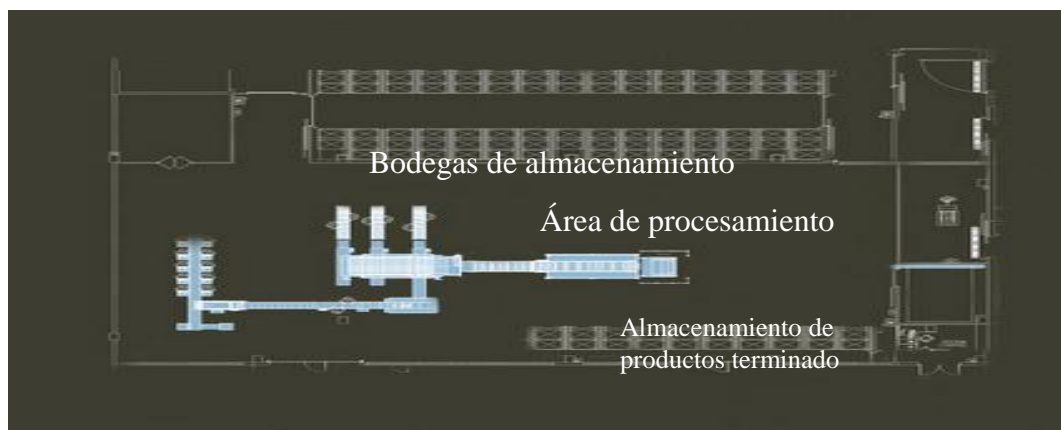 Bodegas de almacenamiento
Área de procesamiento
Almacenamiento de
productos terminado